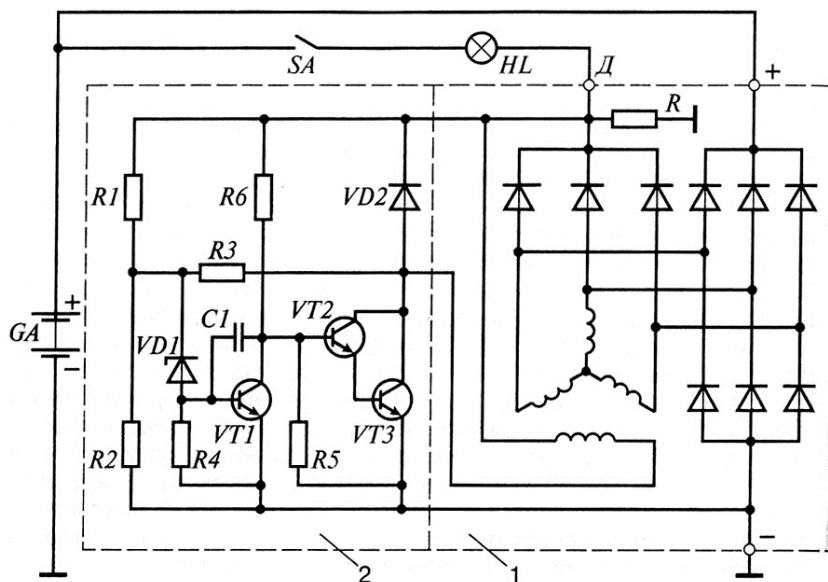 SA
HL
Д
+
R
R1
R6
VD2
R3
+
GA
−
C1
VT2
VD1
VT1
VT3
R2
R4
R5
−
2
1